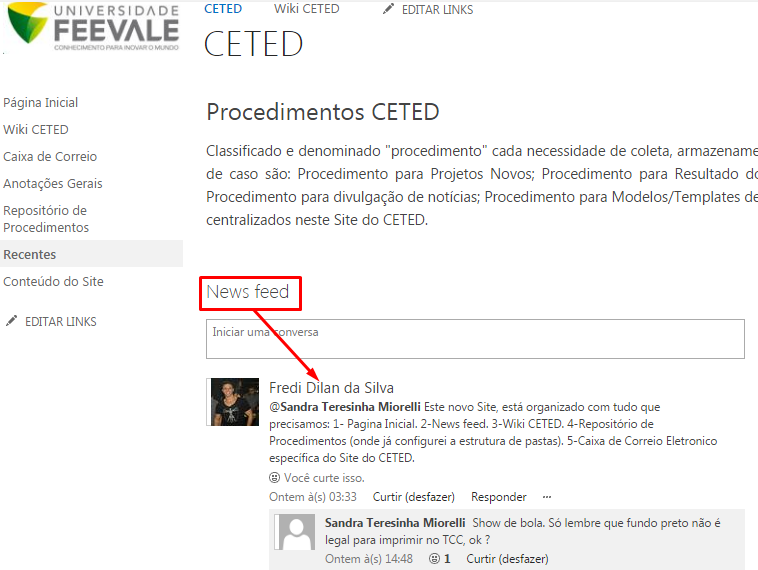 UNIVERSIDADE
FEEVALE
CONHECIMENTO PARA INOVAR O MUNDO
CETED Wiki CETED EDITAR LINKS
CETED
Página Inicial
Wiki CETED
Caixa de Correio
Anotações Gerais
Repositório de
Procedimentos
Recentes
Conteúdo do Site
EDITAR LINKS
Procedimentos CETED
Classificado e denominado "procedimento" cada necessidade de coleta, armazename
de caso são: Procedimento para Projetos Novos; Procedimento para Resultado do
Procedimento para divulgação de notícias; Procedimento para Modelos/Templates de
centralizados neste Site do CETED.
News feed
Iniciar uma conversa
Fredi Dilan da Silva
@Sandra Teresinha Miorelli Este novo Site, está organizado com tudo que
precisamos: 1- Pagina Inicial. 2-News feed. 3-Wiki CETED. 4-Repositório de
Procedimentos (onde já configurei a estrutura de pastas). 5-Caixa de Correio Eletronico
específica do Site do CETED.
Você curte isso.
Ontem à(s) 03:33 Curtir (desfazer) Responder ...
Sandra Teresinha Miorelli Show de bola. Só lembre que fundo preto não é
legal para imprimir no TCC, ok ?
Ontem à(s) 14:48 1 Curtir (desfazer)